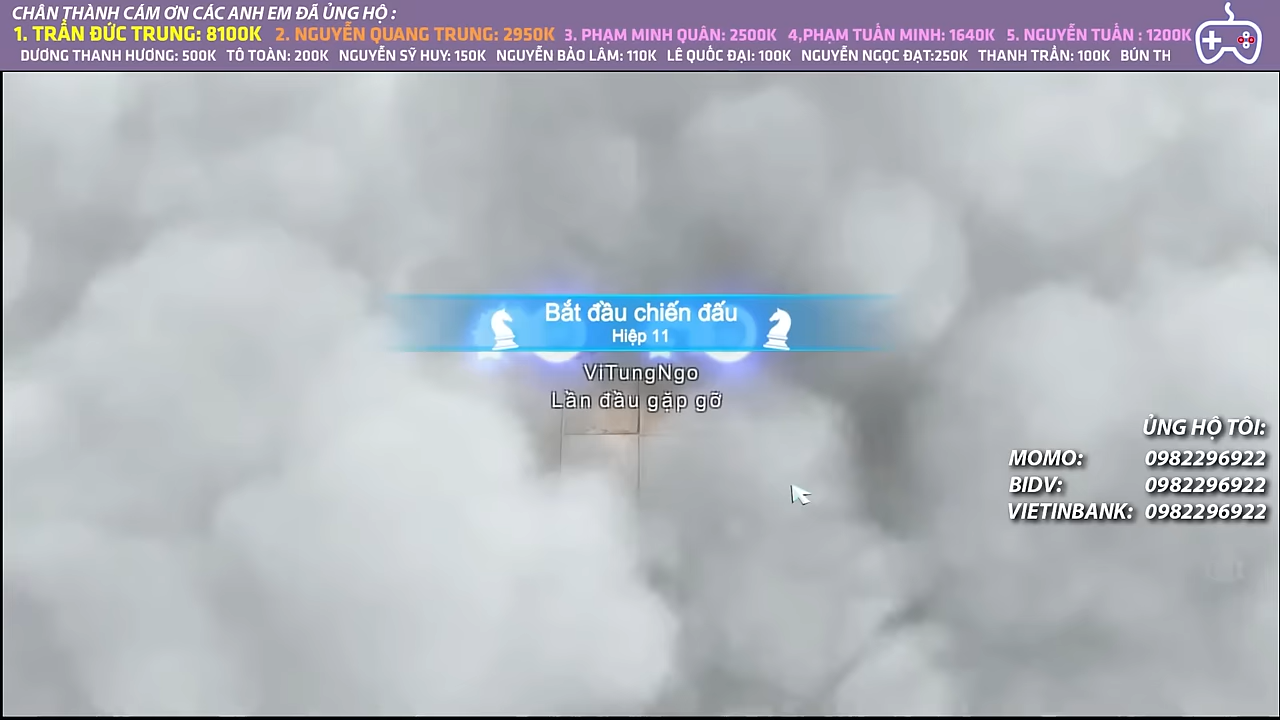 CHÂN THÀNH CÁM ƠN CÁC ANH EM ĐÃ ỦNG HỘ :
1. TRẦN ĐỨC TRUNG: 8100K 2. NGUYỄN QUANG TRUNG: 2950K 3. PHẠM MINH QUÂN: 2500K 4,PHẠM TUẤN MINH: 1640K 5. NGUYỄN TUẤN : 1200K
DƯƠNG THANH HƯƠNG: 500K TÔ TOÀN: 200K NGUYỄN SỸ HUY: 150K NGUYỄN BẢO LÂM: 110K LÊ QUỐC ĐẠI: 100K NGUYỄN NGỌC ĐẠT:250K THANH TRẦN: 100K BÚN TH
Bắt đầu chiến đấu
Hiệp 11
ViTungNgo
Lần đầu gặp gỡ
ỦNG HỘ TÔI:
MOMO: 0982296922
BIDV: 0982296922
VIETINBANK: 0982296922